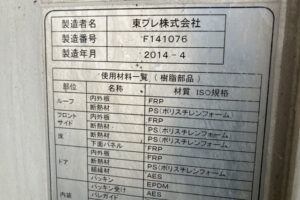 製造者名 東プレ株式会社
製造番号 F141076
製造年月 2014-4
使用材料一覧(樹脂部品)
部位 名称 材質 ISO規格
ルーフ 内外板 FRP
断熱材 PS(ポリスチレンフォーム
フロント サイド 内外板 FRP
断熱材 PS(ポリスチレンフォーム
床 断熱材 PS(ポリスチレンフォーム
下面パネル FRP
ドア 内外板 FRP
断熱材 PS(ポリスチレンフォーム
FRP
パッキン AES
パッキン受け EPDM
内装 AES